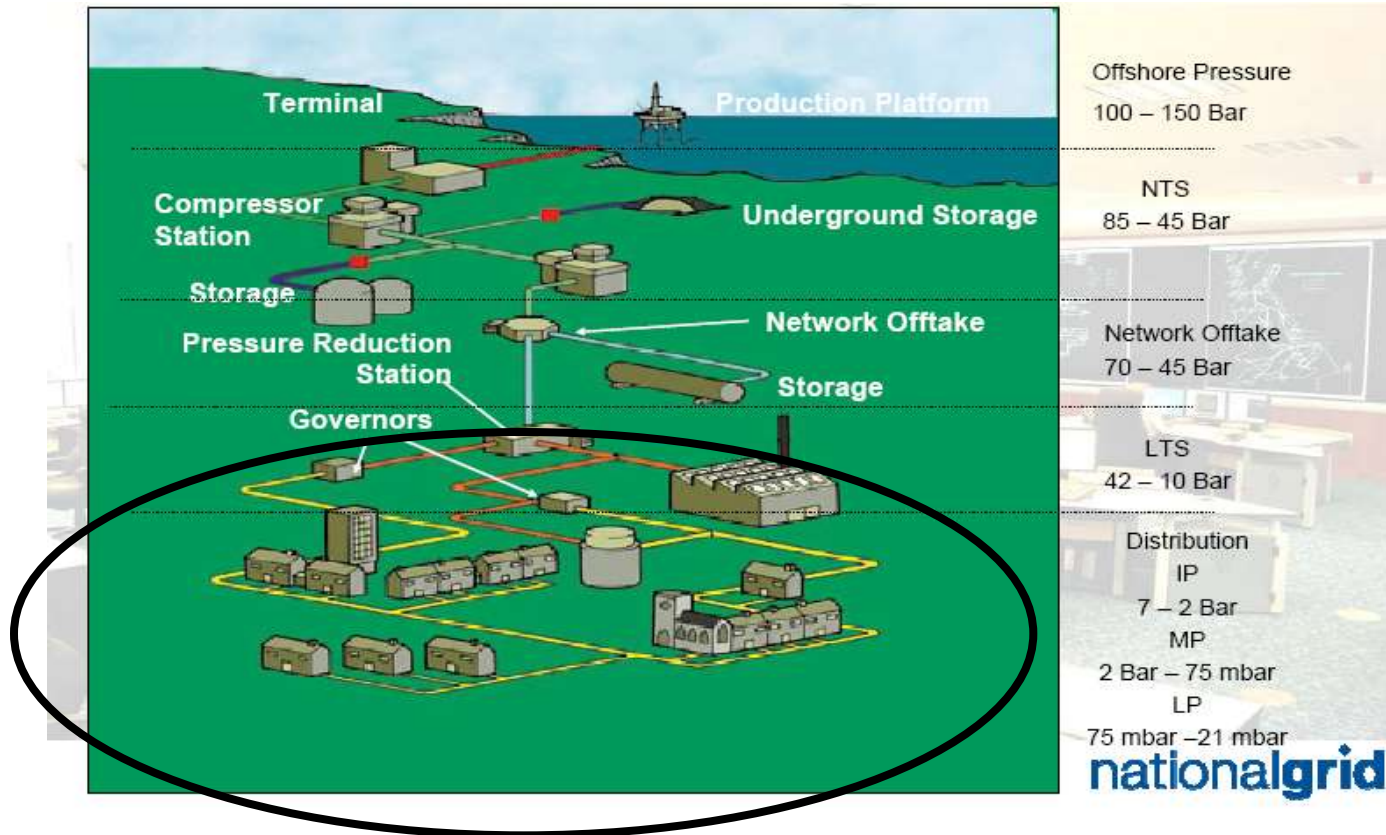 Terminal
Production Platform
Compressor
Station
Underground Storage
Storage
Network Offtake
Pressure Reduction
Station
Storage
Governors
Offshore Pressure
100 – 150 Bar
NTS
85 – 45 Bar
Network Offtake
70 – 45 Bar
LTS
42 – 10 Bar
Distribution
IP
7 – 2 Bar
MP
2 Bar – 75 mbar
LP
75 mbar –21 mbar
nationalgrid